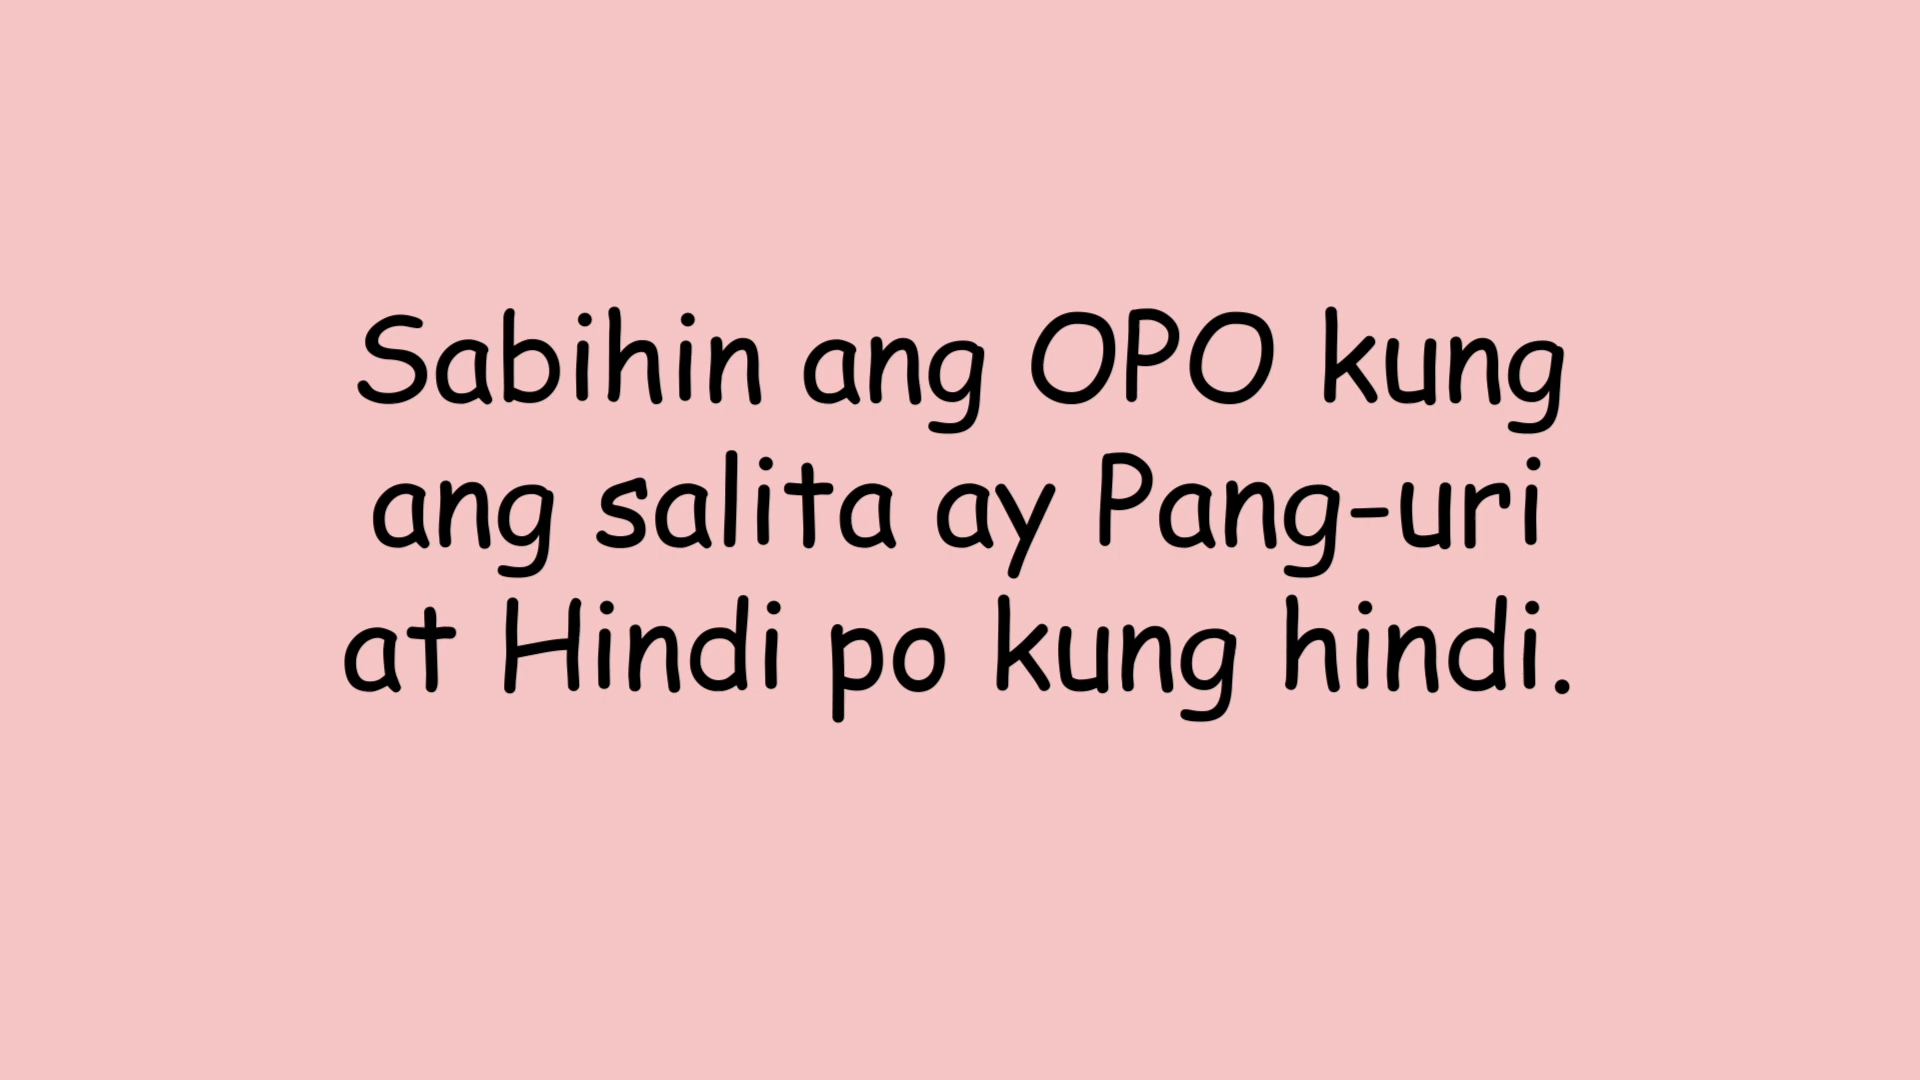 Sabihin ang OPO kung
ang salita ay Pang-uri
at Hindi po kung hindi.